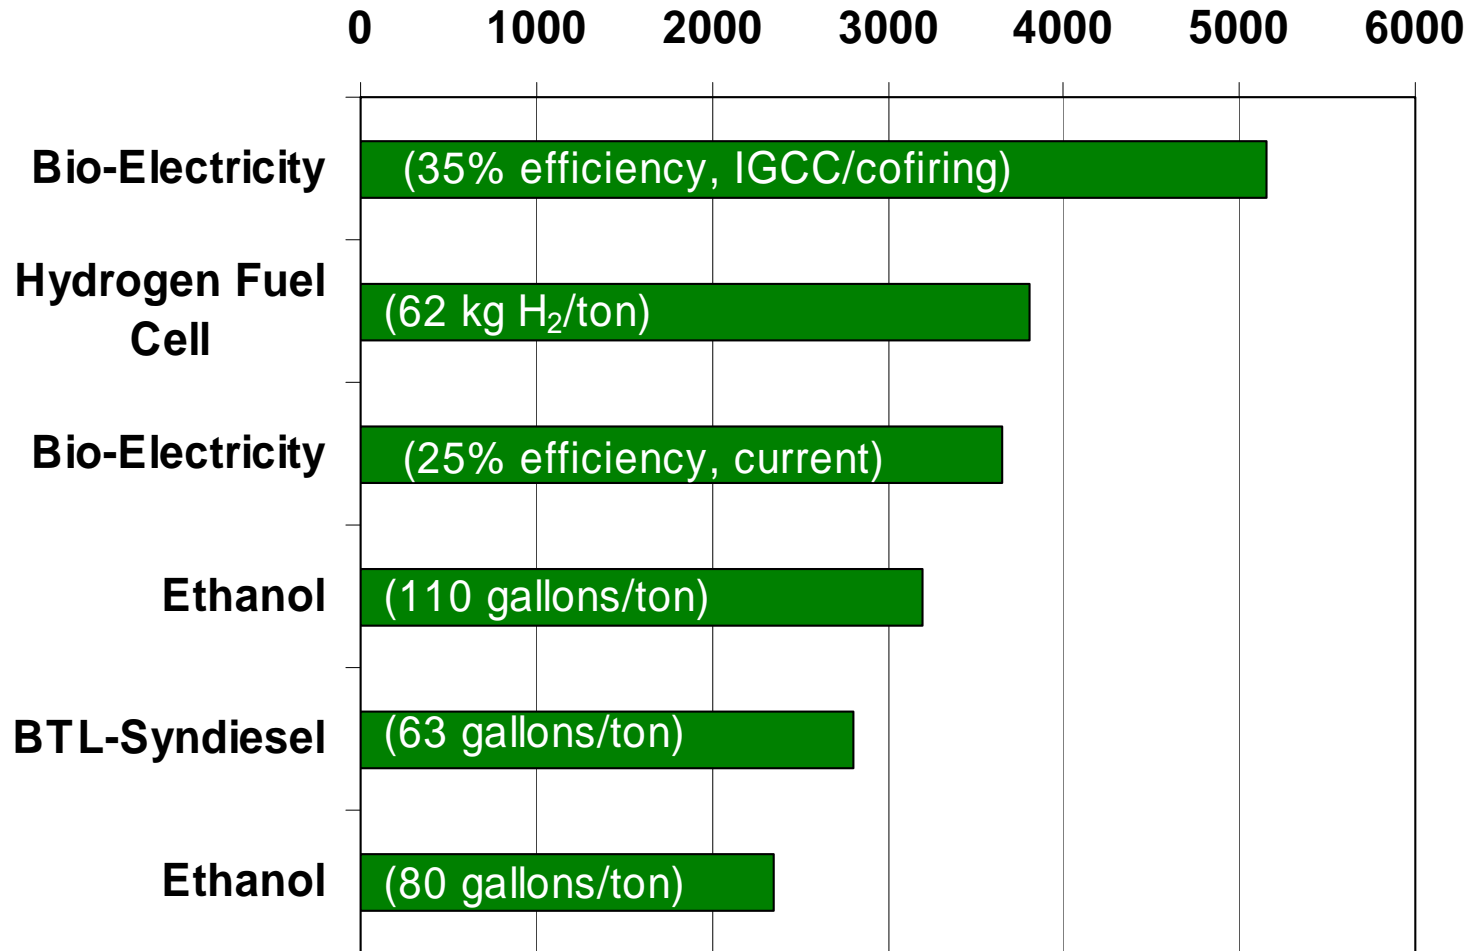 0 1000 2000 3000 4000 5000 6000
Bio-Electricity (35% efficiency, IGCC/cofiring)
Hydrogen Fuel
Cell
(62 kg H₂/ton)
Bio-Electricity (25% efficiency, current)
Ethanol (110 gallons/ton)
BTL-Syndiesel (63 gallons/ton)
Ethanol (80 gallons/ton)